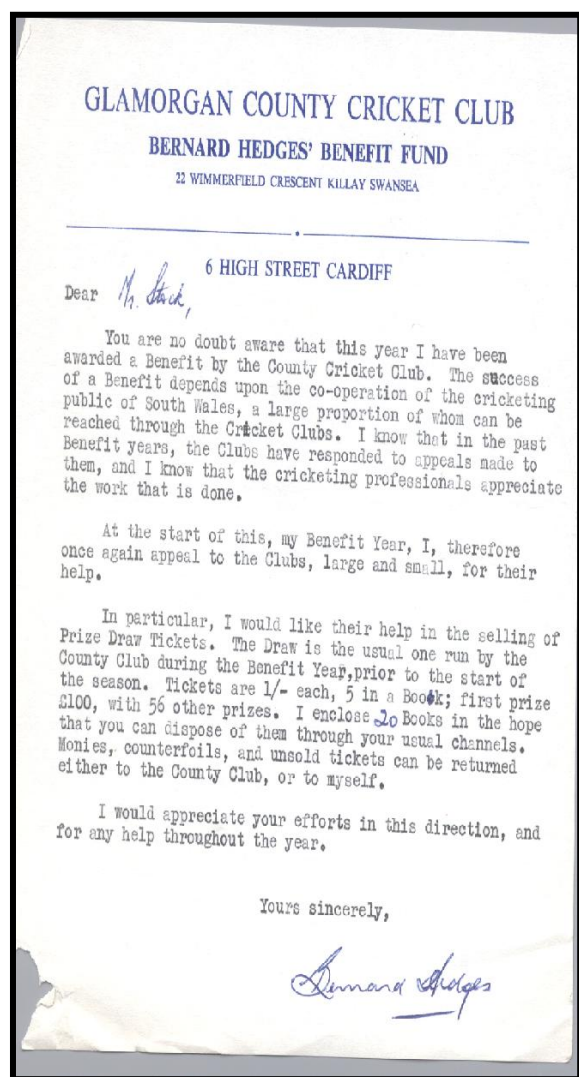 GLAMORGAN COUNTY CRICKET CLUB
BERNARD HEDGES' BENEFIT FUND
22 WIMMERFIELD CRESCENT KILLAY SWANSEA
6 HIGH STREET CARDIFF
Dear Mr. Stack,
You are no doubt aware that this year I have been
awarded a Benefit by the County Cricket Club. The success
of a Benefit depends upon the co-operation of the cricketing
public of South Wales, a large proportion of whom can be
reached through the Cricket Clubs. I know that in the past
Benefit years, the Clubs have responded to appeals made to
them, and I know that the cricketing professionals appreciate
the work that is done.
At the start of this, my Benefit Year, I, therefore
once again appeal to the Clubs, large and small, for their
help.
In particular, I would like their help in the selling of
Prize Draw Tickets. The Draw is the usual one run by the
County Club during the Benefit Year,prior to the start of
the season. Tickets are 1/- each, 5 in a Book; first prize
£100, with 56 other prizes. I enclose 20 Books in the hope
that you can dispose of them through your usual channels.
Monies, counterfoils, and unsold tickets can be returned
either to the County Club, or to myself.
I would appreciate your efforts in this direction, and
for any help throughout the year.
Yours sincerely,
Bernard Hedges